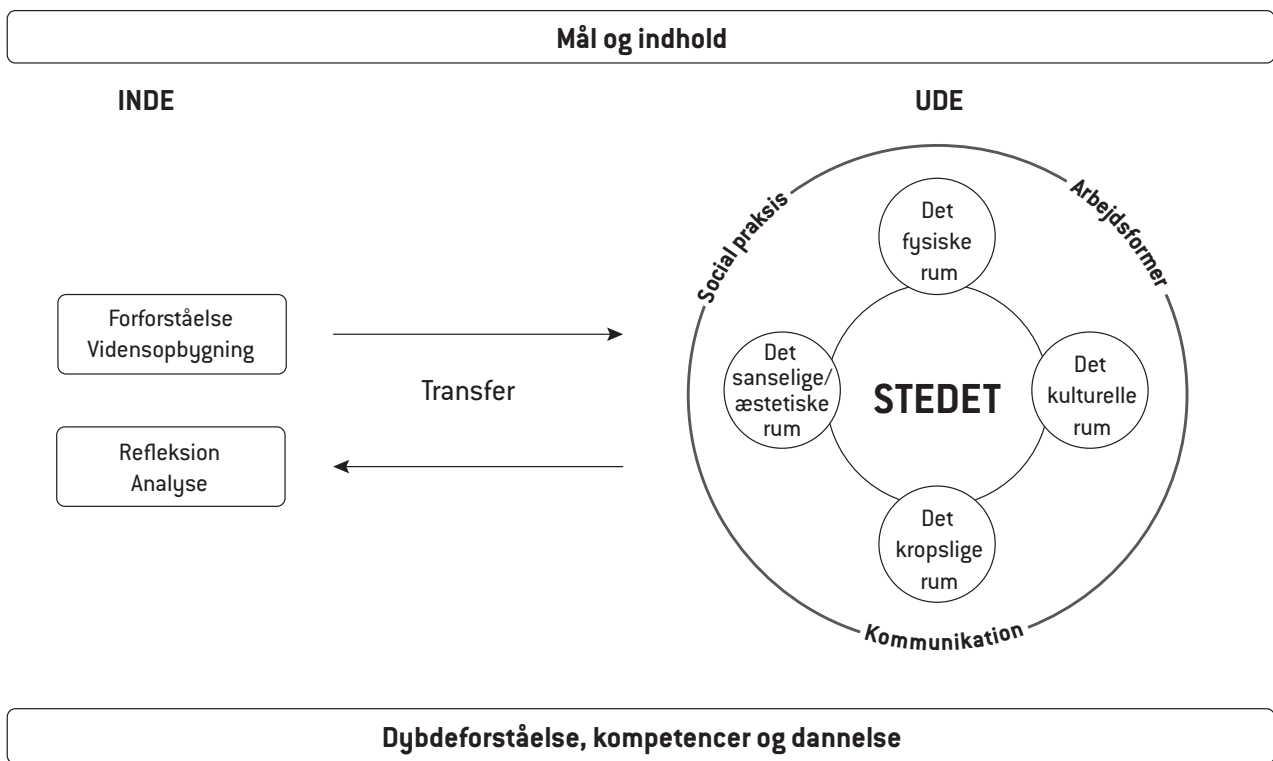 Mål og indhold
INDE
UDE
Social praksis
Arbejdsformer
Det
fysiske
rum
Forforståelse
Vidensopbygning
Transfer
Det
sanselige/
æstetiske
rum
STEDET
Det
kulturelle
rum
Refleksion
Analyse
Det
kropslige
rum
Kommunikation
Dybdeforståelse, kompetencer og dannelse